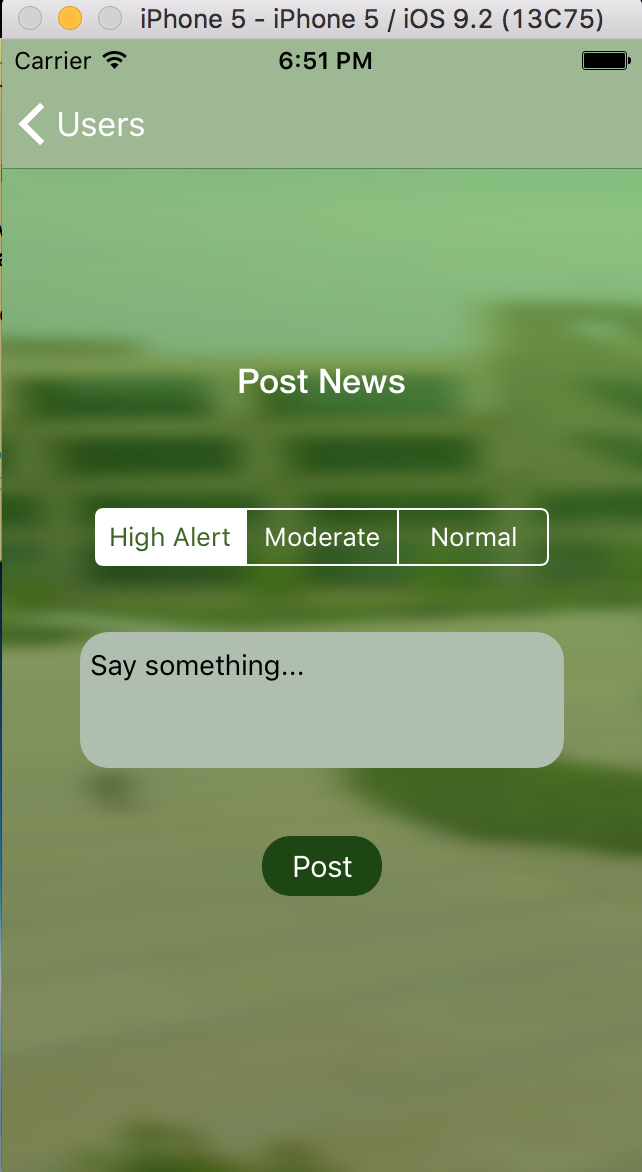 iPhone 5 - iPhone 5 / iOS 9.2 (13C75)
Carrier 6:51 PM
Users
Post News
High Alert Moderate Normal
Say something...
Post